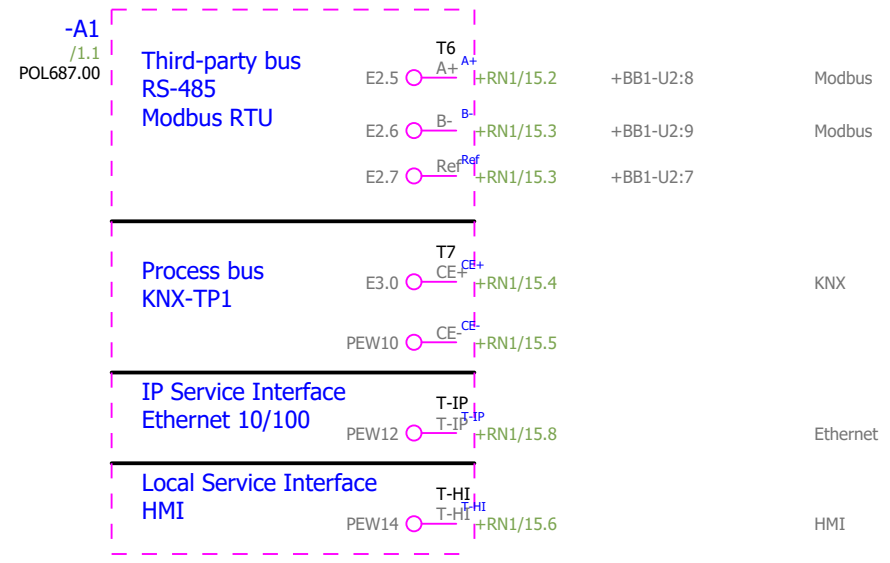 -A1
/1.1
POL687.00
Third-party bus
RS-485
Modbus RTU
T6
E2.5 A+ A+ +RN1/15.2 +BB1-U2:8 Modbus
E2.6 B- B- +RN1/15.3 +BB1-U2:9 Modbus
E2.7 Ref Ref +RN1/15.3 +BB1-U2:7
Process bus
KNX-TP1
T7
E3.0 CE+ CE+ +RN1/15.4 KNX
PEW10 CE- CE- +RN1/15.5
IP Service Interface
Ethernet 10/100
T-IP
PEW12 T-IP T-IP +RN1/15.8 Ethernet
Local Service Interface
HMI
T-HI
PEW14 T-HI T-HI +RN1/15.6 HMI